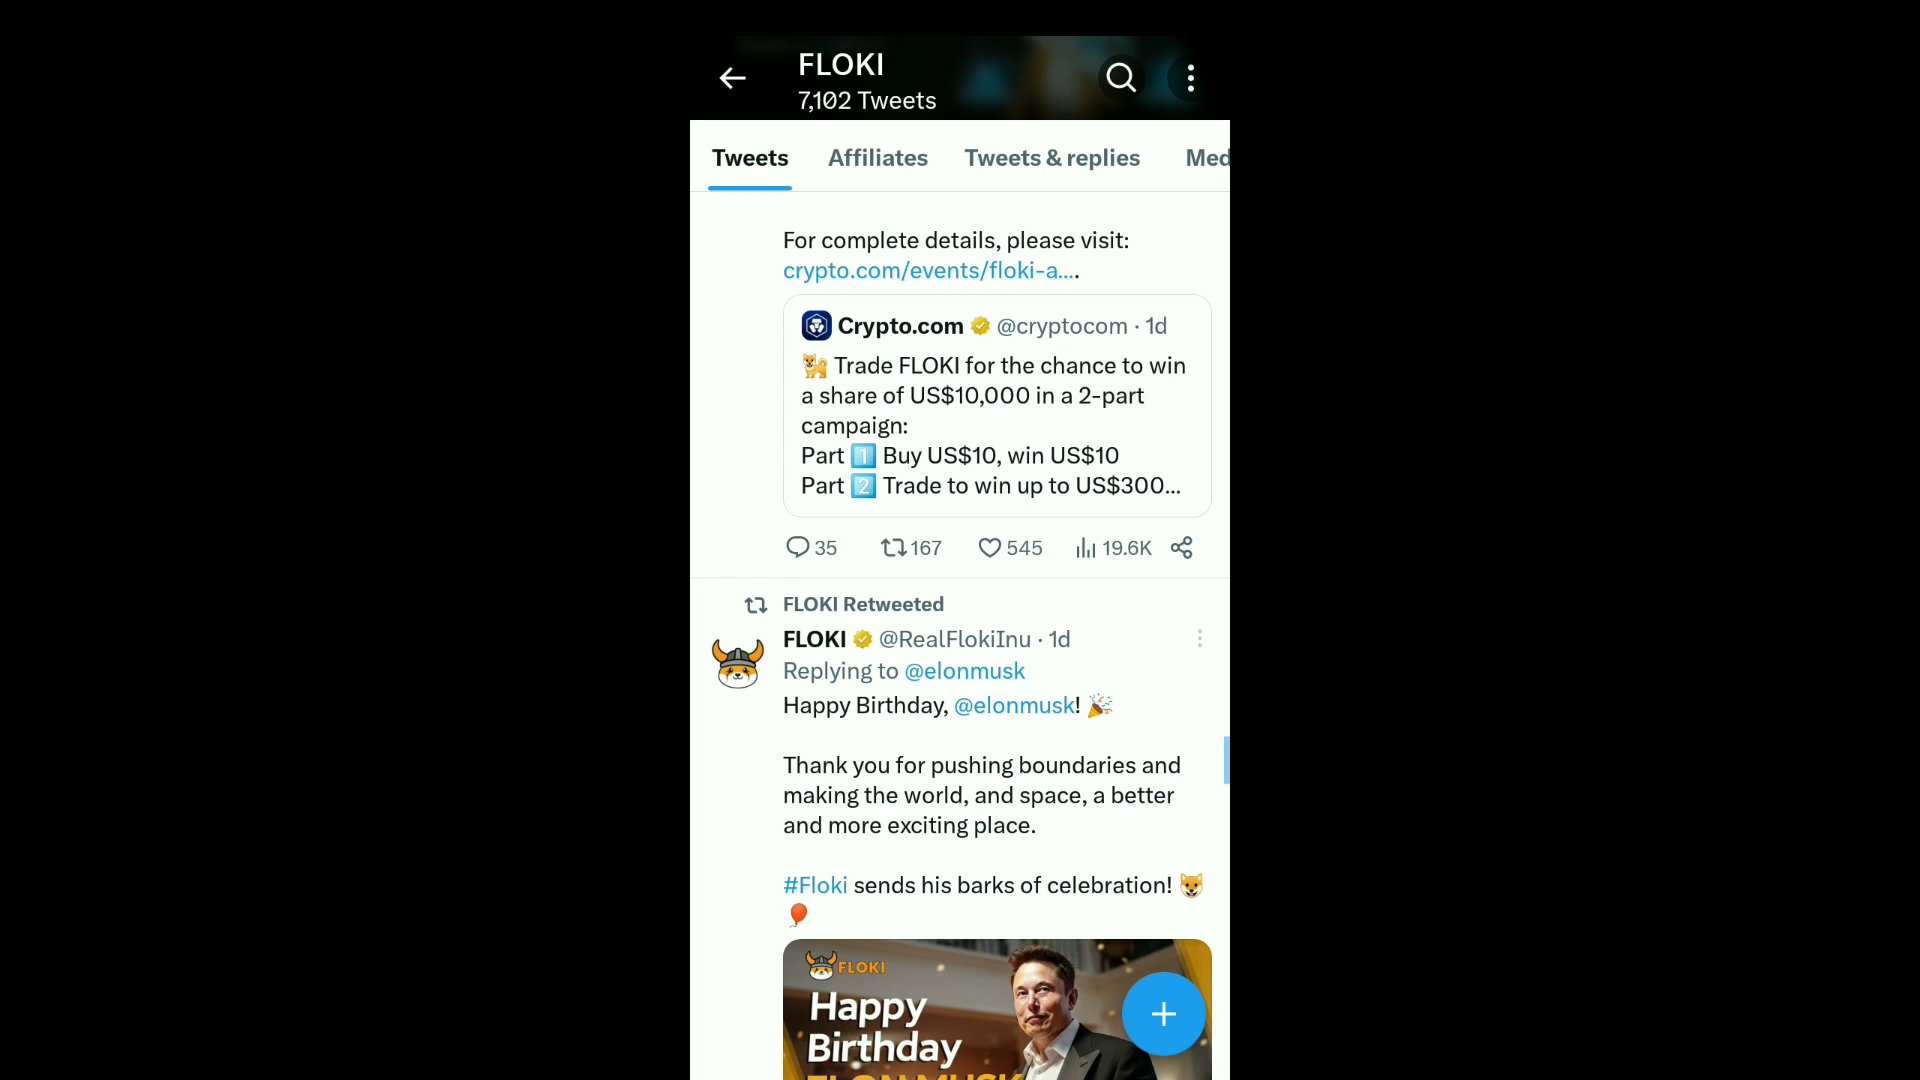 FLOKI
7,102 Tweets
Tweets Affiliates Tweets & replies Med
For complete details, please visit:
crypto.com/events/floki-a....
Crypto.com @cryptocom · 1d
Trade FLOKI for the chance to win
a share of US$10,000 in a 2-part
campaign:
Part 1 Buy US$10, win US$10
Part 2 Trade to win up to US$300...
35 167 545 19.6K
FLOKI Retweeted
FLOKI @RealFlokiInu · 1d
Replying to @elonmusk
Happy Birthday, @elonmusk!
Thank you for pushing boundaries and
making the world, and space, a better
and more exciting place.
#Floki sends his barks of celebration!
FLOKI
Happy
Birthday
ELON MUSK